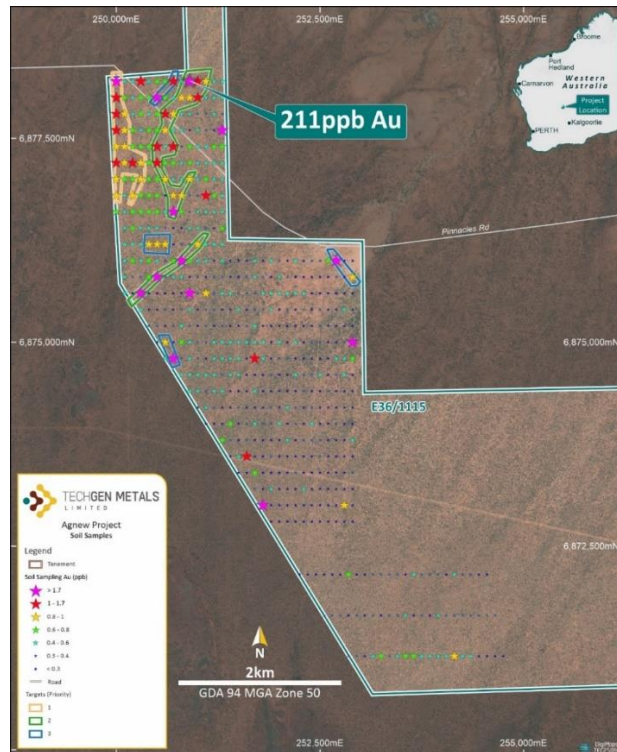 250,000mE
252,500mE
255,000mE
Broome
Port
Hedland
Carnarvon
Western
Australia
Project
Location
PERTH
Kalgoorlie
211ppb Au
6,877,500mN
6,877,500mN
Pinnacles Rd
6,875,000mN
6,875,000mN
E36/1115
TECHGEN METALS
LIMITED
Agnew Project
Soil Samples
Legend
Tenement
Soil Sampling Au (ppb)
> 1.7
1 - 1.7
0.8 - 1
0.6 - 0.8
0.4 - 0.6
0.3 - 0.4
< 0.3
Road
Targets (Priority)
1
2
3
6,872,500mN
N
2km
GDA 94 MGA Zone 50
252,500mE
255,000mE